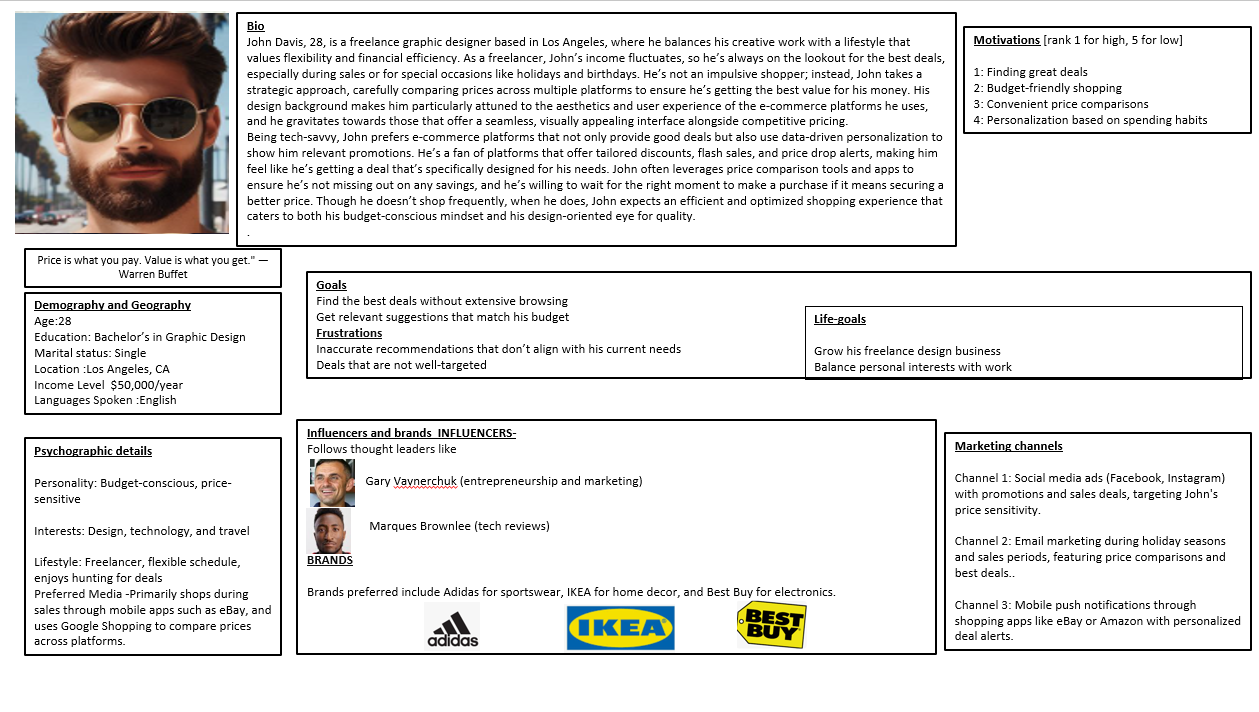 Bio
John Davis, 28, is a freelance graphic designer based in Los Angeles, where he balances his creative work with a lifestyle that
values flexibility and financial efficiency. As a freelancer, John’s income fluctuates, so he’s always on the lookout for the best deals,
especially during sales or for special occasions like holidays and birthdays. He’s not an impulsive shopper; instead, John takes a
strategic approach, carefully comparing prices across multiple platforms to ensure he’s getting the best value for his money. His
design background makes him particularly attuned to the aesthetics and user experience of the e-commerce platforms he uses,
and he gravitates towards those that offer a seamless, visually appealing interface alongside competitive pricing.
Being tech-savvy, John prefers e-commerce platforms that not only provide good deals but also use data-driven personalization to
show him relevant promotions. He’s a fan of platforms that offer tailored discounts, flash sales, and price drop alerts, making him
feel like he’s getting a deal that’s specifically designed for his needs. John often leverages price comparison tools and apps to
ensure he’s not missing out on any savings, and he’s willing to wait for the right moment to make a purchase if it means securing a
better price. Though he doesn’t shop frequently, when he does, John expects an efficient and optimized shopping experience that
caters to both his budget-conscious mindset and his design-oriented eye for quality.
.
Motivations [rank 1 for high, 5 for low]
1: Finding great deals
2: Budget-friendly shopping
3: Convenient price comparisons
4: Personalization based on spending habits
Price is what you pay. Value is what you get." —
Warren Buffet
Demography and Geography
Age:28
Education: Bachelor’s in Graphic Design
Marital status: Single
Location :Los Angeles, CA
Income Level $50,000/year
Languages Spoken :English
Goals
Find the best deals without extensive browsing
Get relevant suggestions that match his budget
Frustrations
Inaccurate recommendations that don’t align with his current needs
Deals that are not well-targeted
Life-goals
Grow his freelance design business
Balance personal interests with work
Psychographic details
Personality: Budget-conscious, price-
sensitive
Interests: Design, technology, and travel
Lifestyle: Freelancer, flexible schedule,
enjoys hunting for deals
Preferred Media -Primarily shops during
sales through mobile apps such as eBay, and
uses Google Shopping to compare prices
across platforms.
Influencers and brands INFLUENCERS-
Follows thought leaders like
Gary Vavnerchuk (entrepreneurship and marketing)
Marques Brownlee (tech reviews)
BRANDS
Brands preferred include Adidas for sportswear, IKEA for home decor, and Best Buy for electronics.
adidas
IKEA
BEST
BUY
Marketing channels
Channel 1: Social media ads (Facebook, Instagram)
with promotions and sales deals, targeting John's
price sensitivity.
Channel 2: Email marketing during holiday seasons
and sales periods, featuring price comparisons and
best deals..
Channel 3: Mobile push notifications through
shopping apps like eBay or Amazon with personalized
deal alerts.